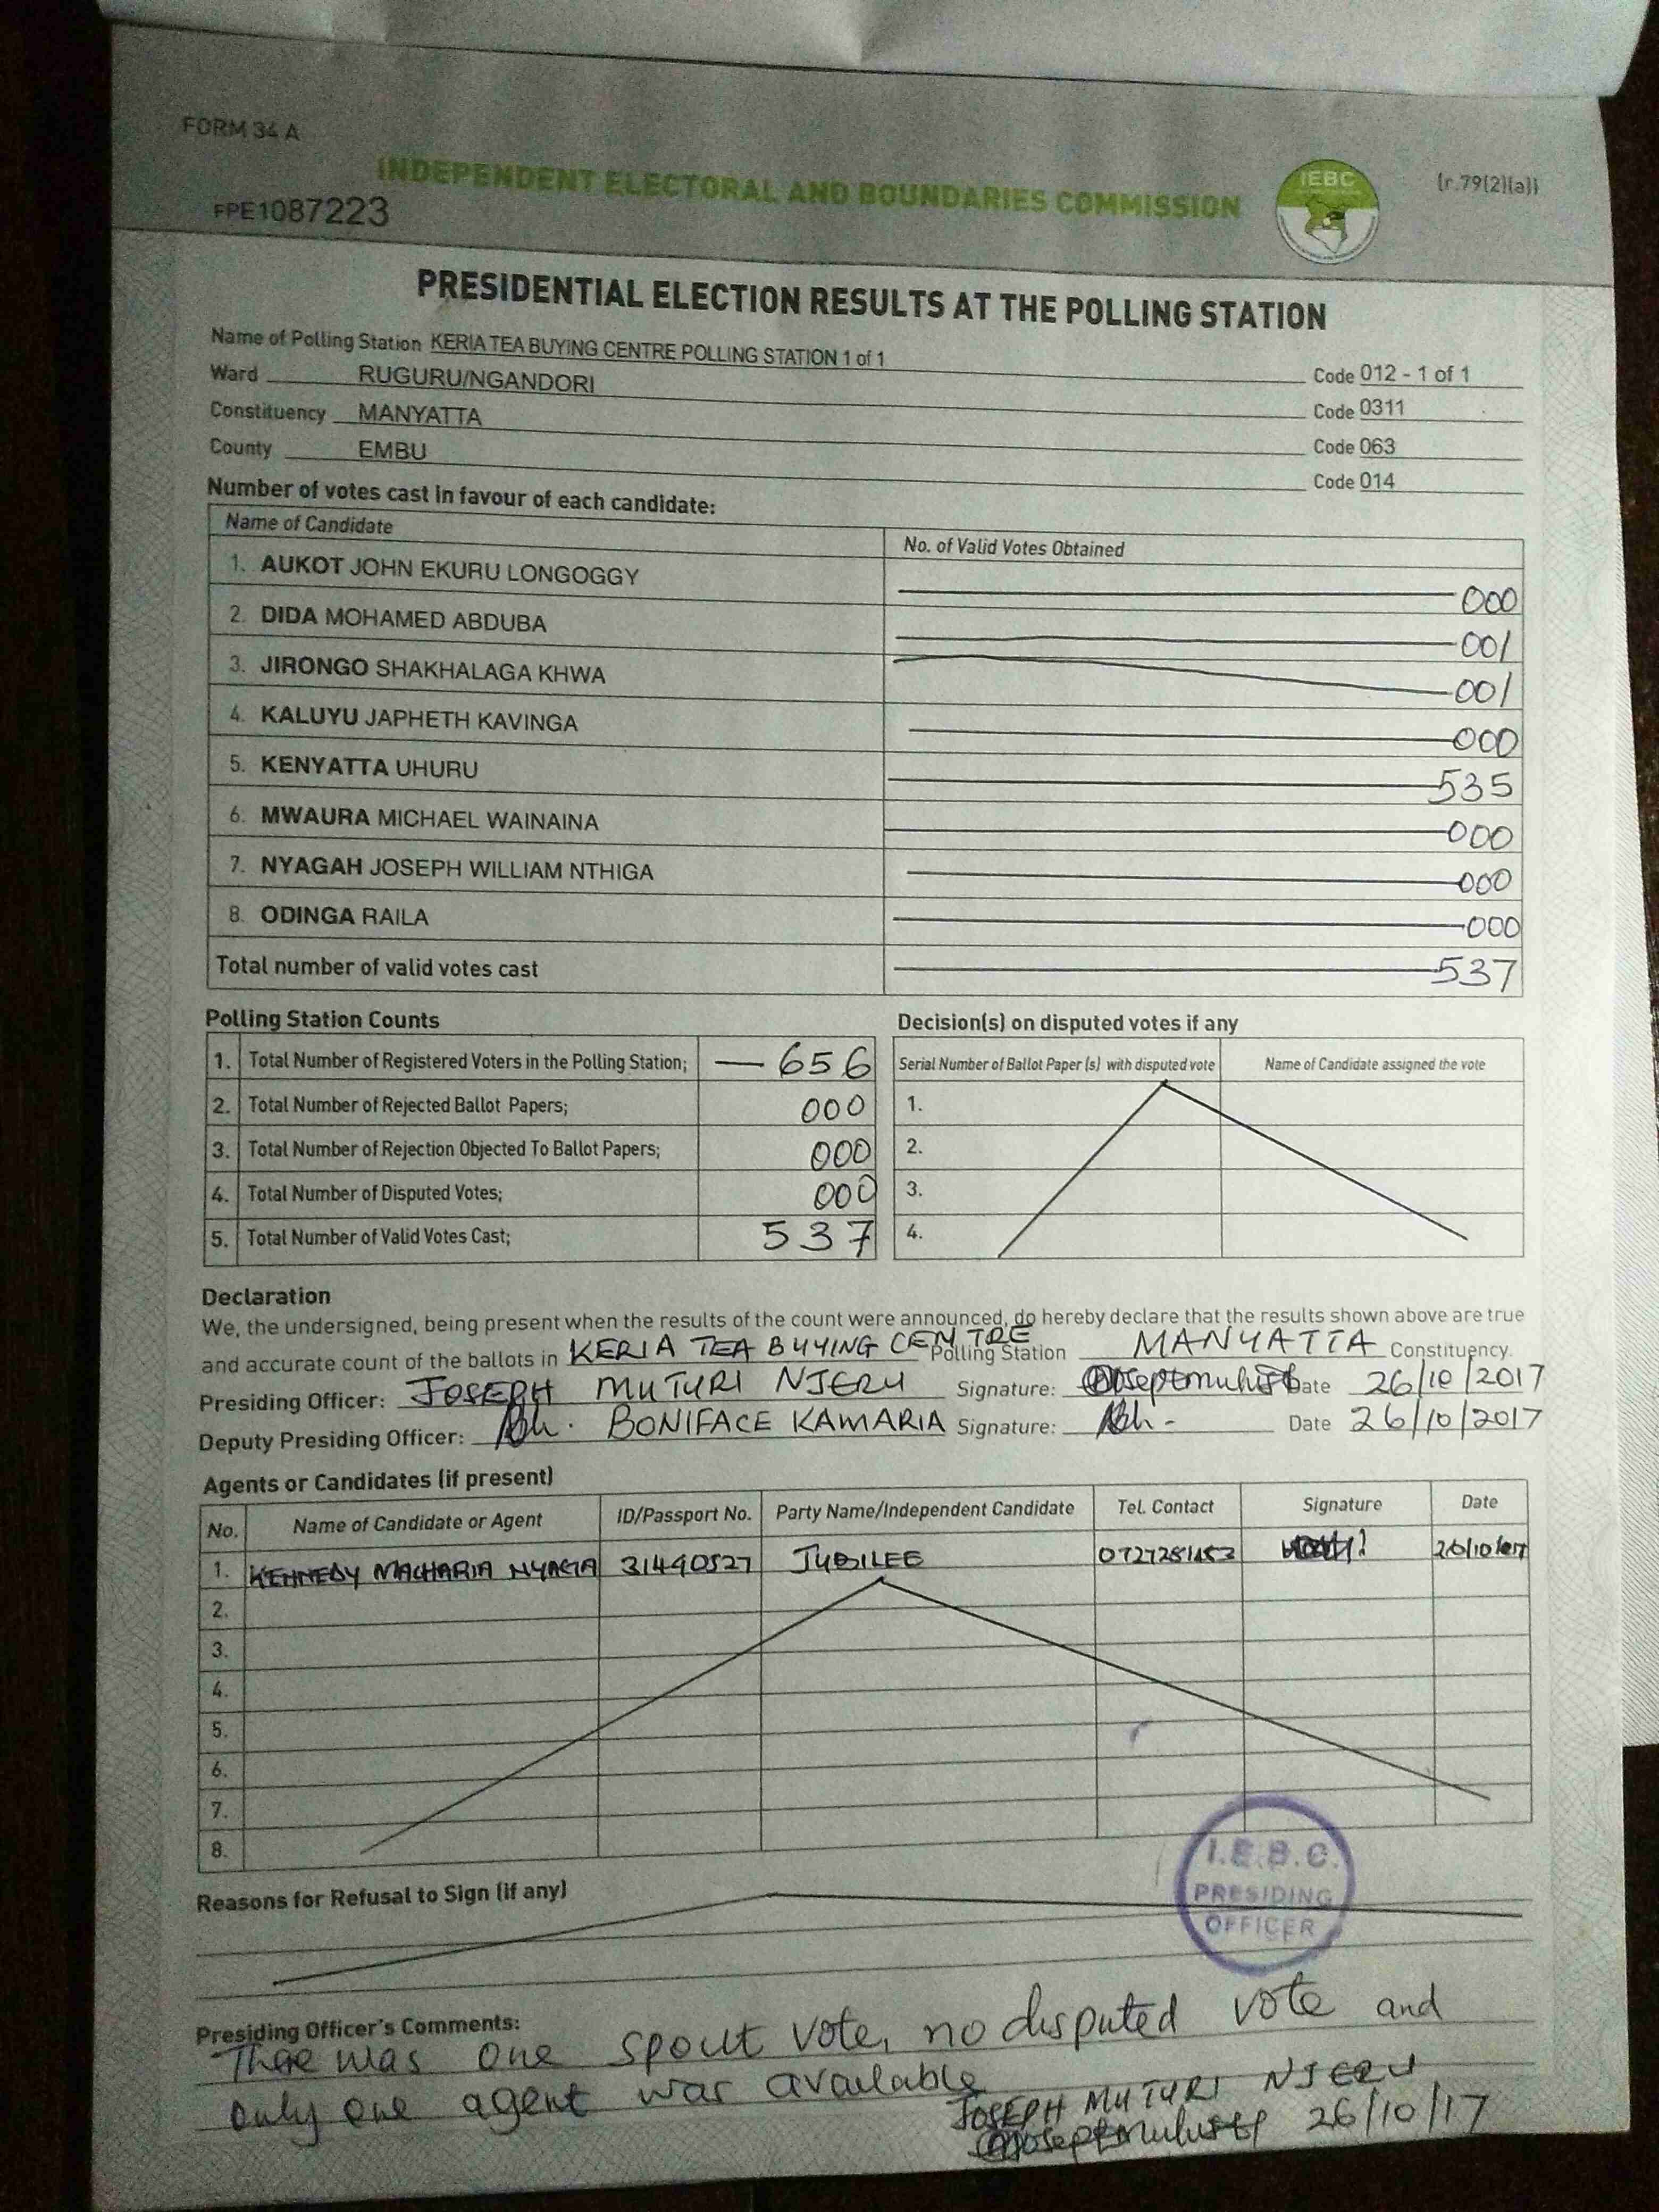 FORM 34 A
INDEPENDENT ELECTORAL AND BOUNDARIES COMMISSION
IEBC
(r.79(2)(a))
FPE1087223
PRESIDENTIAL ELECTION RESULTS AT THE POLLING STATION
Name of Polling Station KERIA TEA BUYING CENTRE POLLING STATION 1 of 1 Code 012 - 1 of 1
Ward RUGURU/NGANDORI Code 0311
Constituency MANYATTA Code 063
County EMBU Code 014
Number of votes cast in favour of each candidate:
Name of Candidate No. of Valid Votes Obtained
1. AUKOT JOHN EKURU LONGOGGY 000
2. DIDA MOHAMED ABDUBA 001
3. JIRONGO SHAKHALAGA KHWA 001
4. KALUYU JAPHETH KAVINGA 000
5. KENYATTA UHURU 535
6. MWAURA MICHAEL WAINAINA 000
7. NYAGAH JOSEPH WILLIAM NTHIGA 000
8. ODINGA RAILA 000
Total number of valid votes cast 537
Polling Station Counts
1. Total Number of Registered Voters in the Polling Station; 656
2. Total Number of Rejected Ballot Papers; 000
3. Total Number of Rejection Objected To Ballot Papers; 000
4. Total Number of Disputed Votes; 000
5. Total Number of Valid Votes Cast; 537
Decision(s) on disputed votes if any
Serial Number of Ballot Paper (s) with disputed vote Name of Candidate assigned the vote
1.
2.
3.
4.
Declaration
We, the undersigned, being present when the results of the count were announced, do hereby declare that the results shown above are true
and accurate count of the ballots in KERIA TEA BUYING CENTRE Polling Station MANYATTA Constituency.
Presiding Officer: JOSEPH MUTURI NJERU Signature: Date 26/10/2017
Deputy Presiding Officer: BONIFACE KAMARIA Signature: Date 26/10/2017
Agents or Candidates (if present)
No. Name of Candidate or Agent ID/Passport No. Party Name/Independent Candidate Tel. Contact Signature Date
1. KENNEDY MACHARIA 31490527 JUBILEE 26/10/2017
2.
3.
4.
5.
6.
7.
8.
I.E.B.C.
PRESIDING
OFFICER
Reasons for Refusal to Sign (if any)
Presiding Officer's Comments:
There was one spoilt vote, no disputed vote and
only one agent was available
JOSEPH MUTURI NJERU
26/10/17